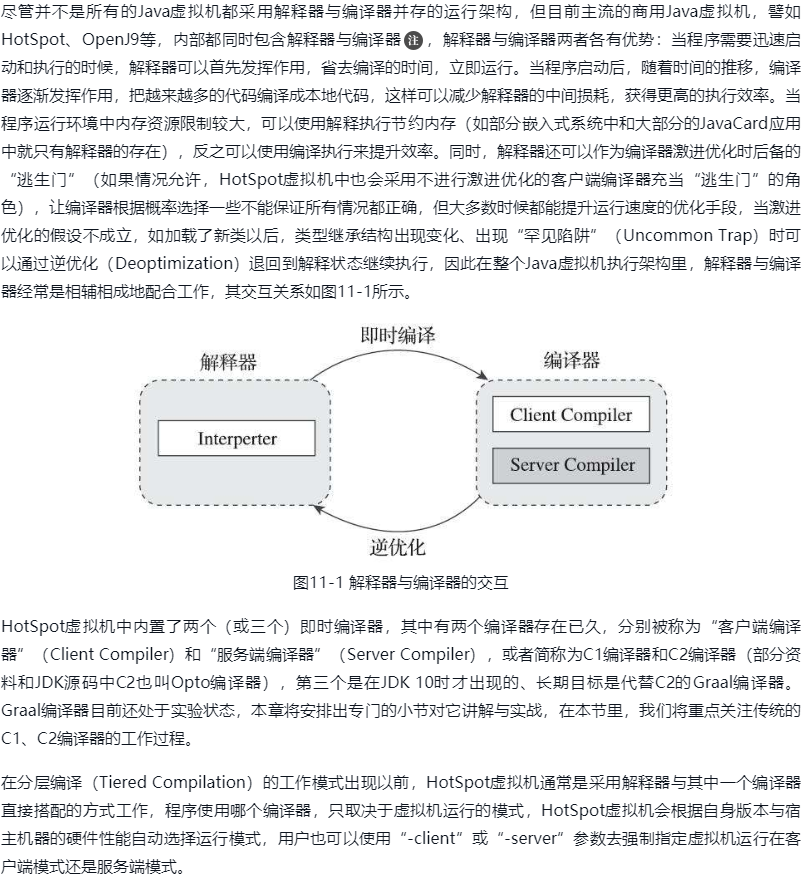 尽管并不是所有的Java虚拟机都采用解释器与编译器并存的运行架构，但目前主流的商用Java虚拟机，譬如
HotSpot、OpenJ9等，内部都同时包含解释器与编译器注，解释器与编译器两者各有优势：当程序需要迅速启
动和执行的时候，解释器可以首先发挥作用，省去编译的时间，立即运行。当程序启动后，随着时间的推移，编译
器逐渐发挥作用，把越来越多的代码编译成本地代码，这样可以减少解释器的中间损耗，获得更高的执行效率。当
程序运行环境中内存资源限制较大，可以使用解释执行节约内存（如部分嵌入式系统中和大部分的JavaCard应用
中就只有解释器的存在），反之可以使用编译执行来提升效率。同时，解释器还可以作为编译器激进优化时后备的
“逃生门”（如果情况允许，HotSpot虚拟机中也会采用不进行激进优化的客户端编译器充当“逃生门”的角
色），让编译器根据概率选择一些不能保证所有情况都正确，但大多数时候都能提升运行速度的优化手段，当激进
优化的假设不成立，如加载了新类以后，类型继承结构出现变化、出现“罕见陷阱”（Uncommon Trap）时可
以通过逆优化（Deoptimization）退回到解释状态继续执行，因此在整个Java虚拟机执行架构里，解释器与编译
器经常是相辅相成地配合工作，其交互关系如图11-1所示。
即时编译
解释器
编译器
Interperter
Client Compiler
Server Compiler
逆优化
图11-1 解释器与编译器的交互
HotSpot虚拟机中内置了两个（或三个）即时编译器，其中有两个编译器存在已久，分别被称为“客户端编译
器”（Client Compiler）和“服务端编译器”（Server Compiler），或者简称为C1编译器和C2编译器（部分资
料和JDK源码中C2也叫Opto编译器），第三个是在JDK 10时才出现的、长期目标是代替C2的Graal编译器。
Graal编译器目前还处于实验状态，本章将安排出专门的小节对它讲解与实战，在本节里，我们将重点关注传统的
C1、C2编译器的工作过程。
在分层编译（Tiered Compilation）的工作模式出现以前，HotSpot虚拟机通常是采用解释器与其中一个编译器
直接搭配的方式工作，程序使用哪个编译器，只取决于虚拟机运行的模式，HotSpot虚拟机会根据自身版本与宿
主机器的硬件性能自动选择运行模式，用户也可以使用“-client”或“-server”参数去强制指定虚拟机运行在客
户端模式还是服务端模式。